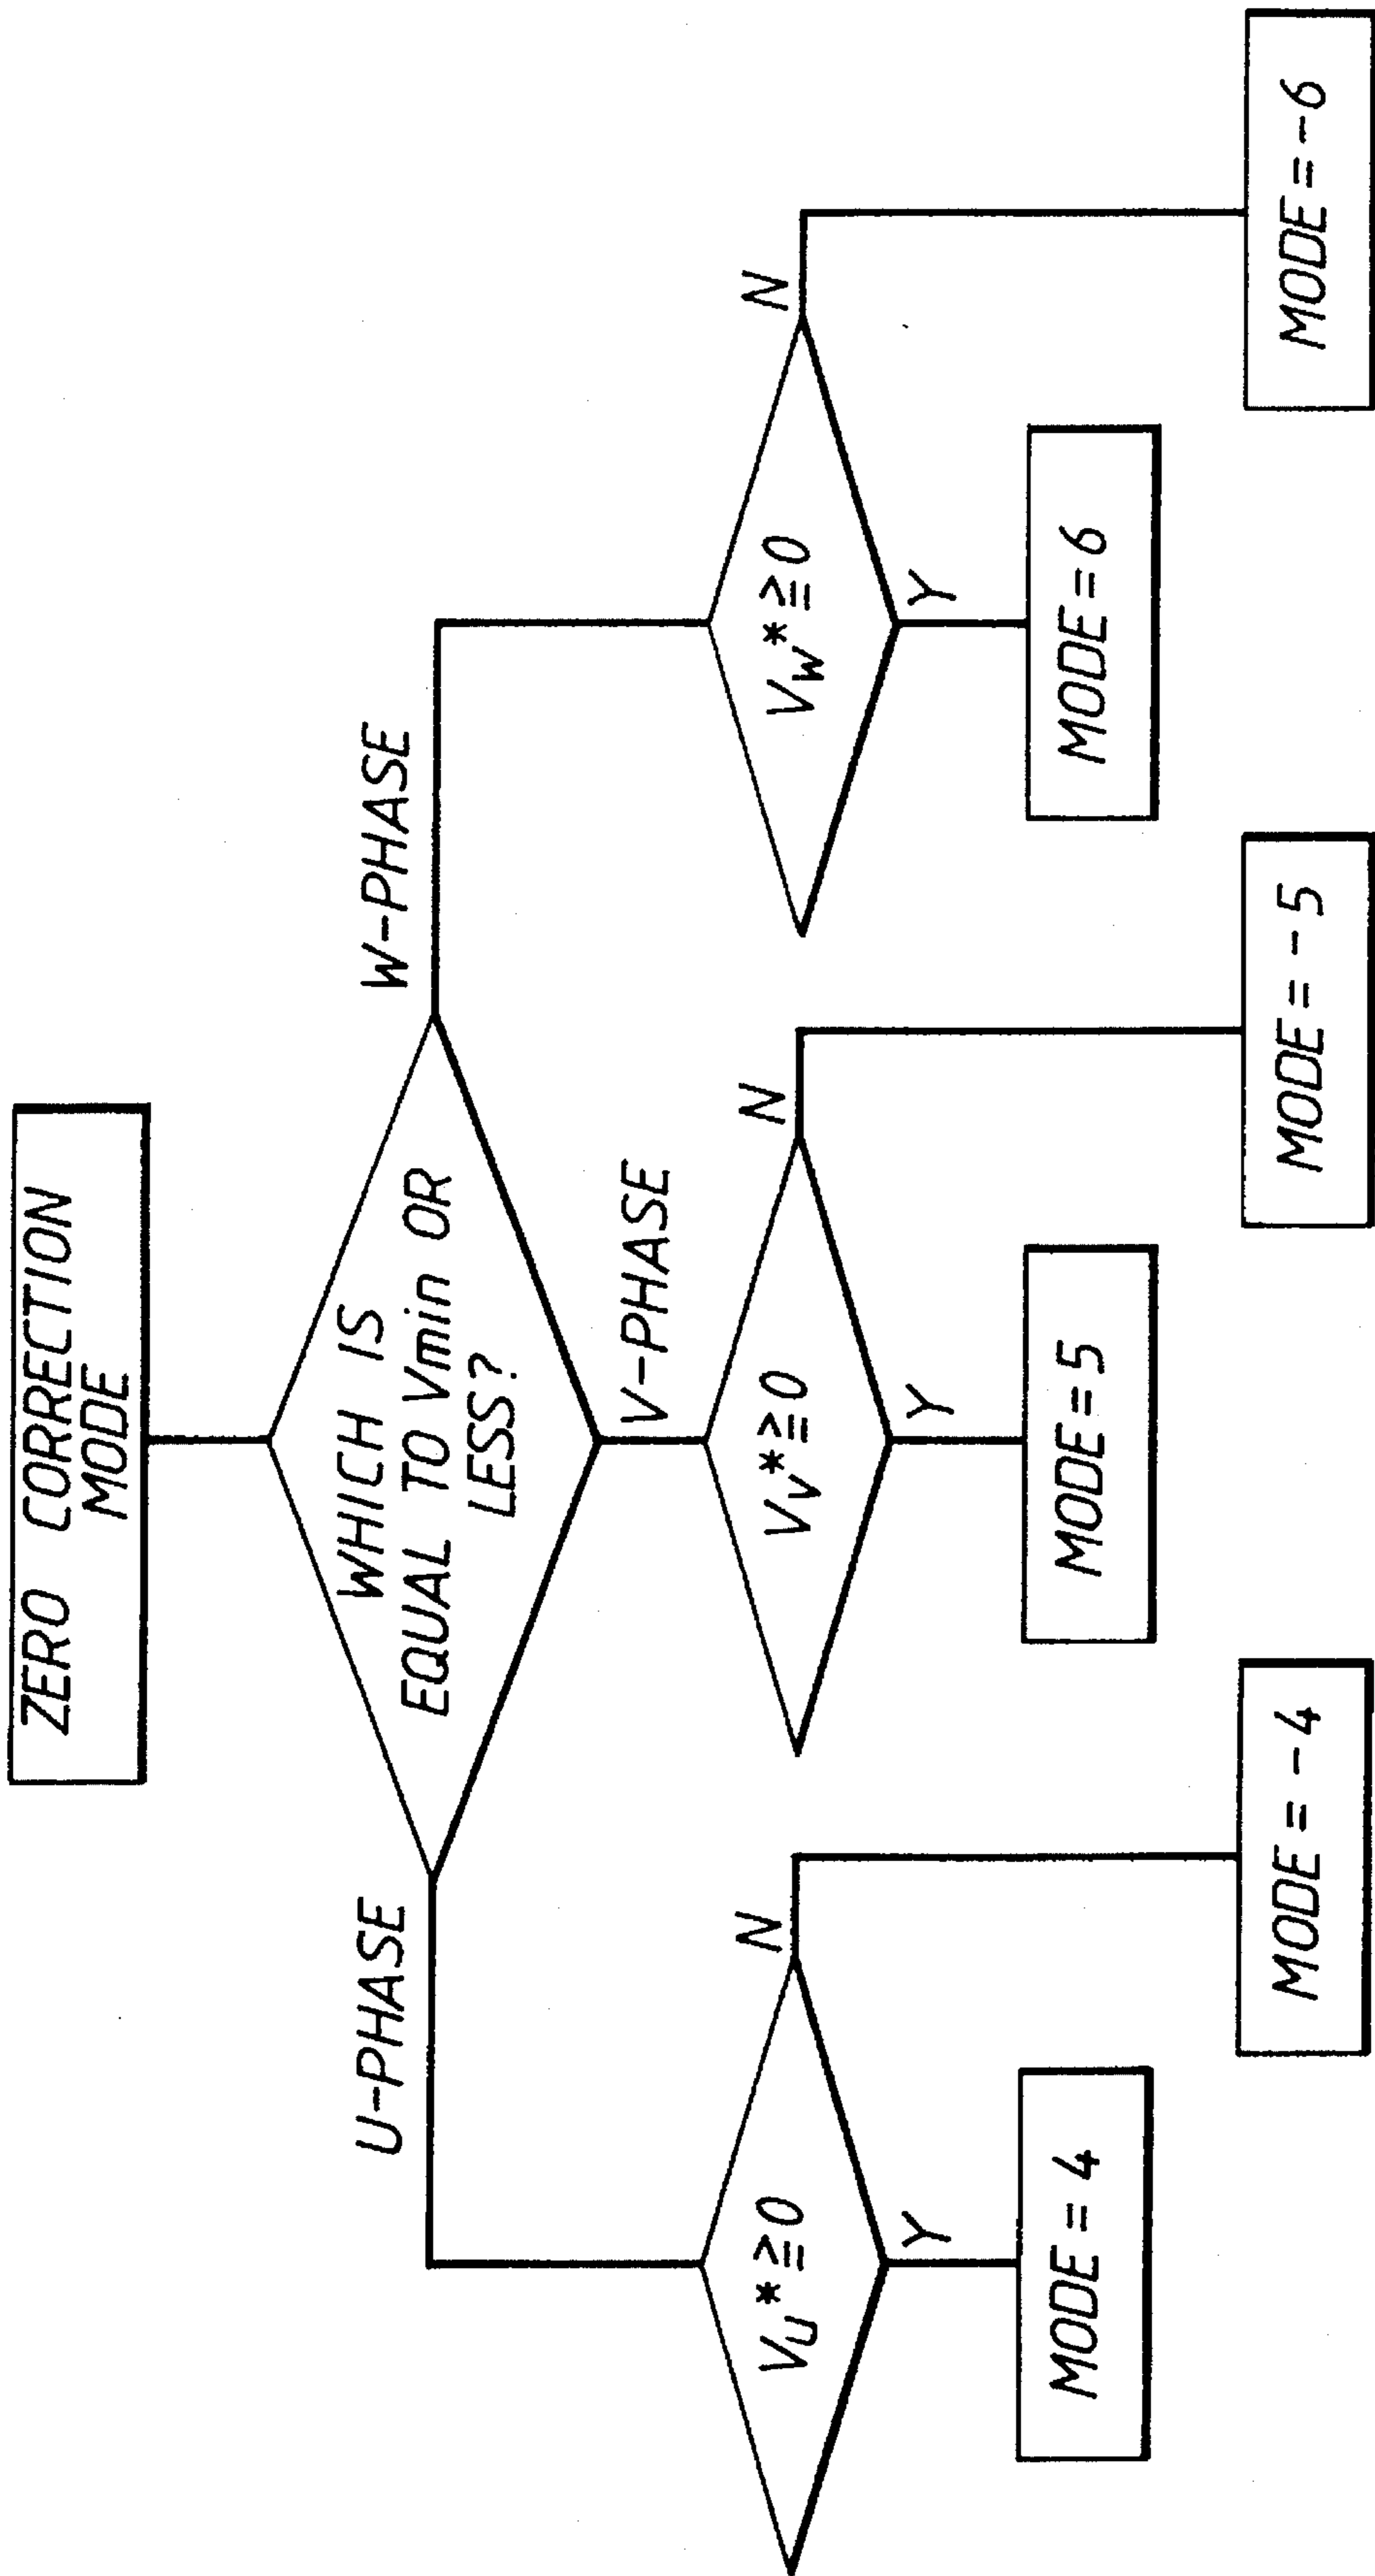 ZERO CORRECTION
MODE
WHICH IS
EQUAL TO Vmin OR
LESS?
U-PHASE
V-PHASE
W-PHASE
VU*≧0
N
Y
MODE = 4
MODE = -4
VV*≧0
N
Y
MODE = 5
MODE = -5
VW*≧0
N
Y
MODE = 6
MODE = -6